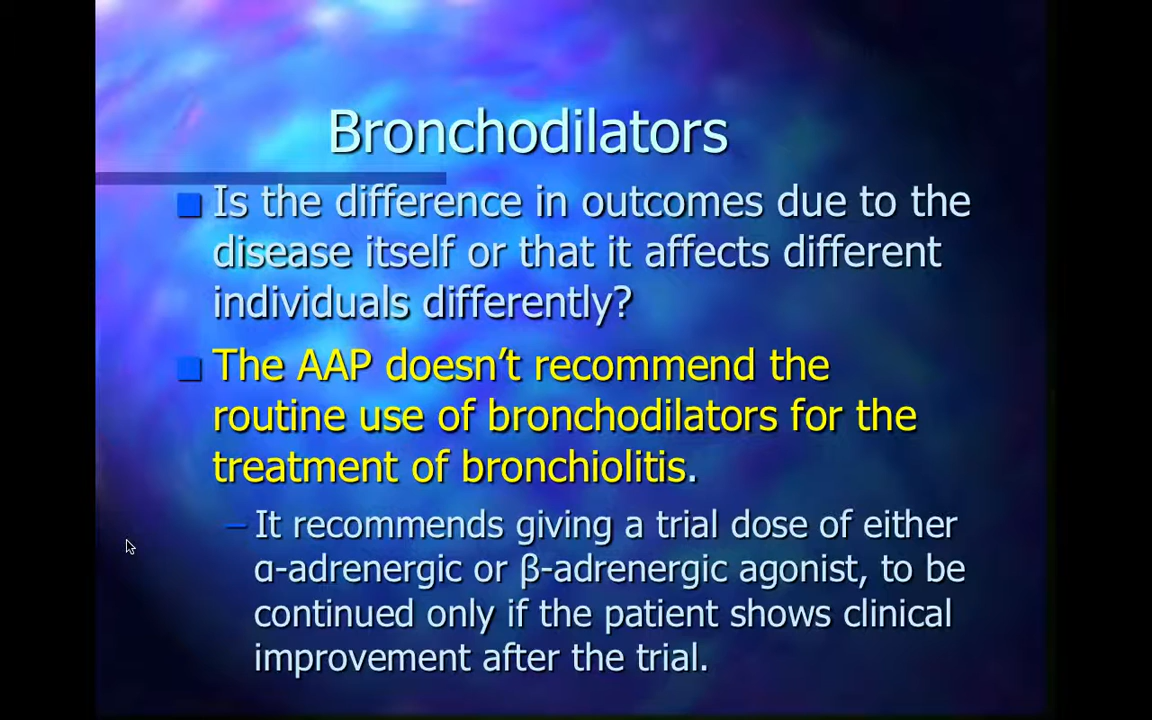 Bronchodilators
Is the difference in outcomes due to the
disease itself or that it affects different
individuals differently?
The AAP doesn’t recommend the
routine use of bronchodilators for the
treatment of bronchiolitis.
– It recommends giving a trial dose of either
α-adrenergic or β-adrenergic agonist, to be
continued only if the patient shows clinical
improvement after the trial.